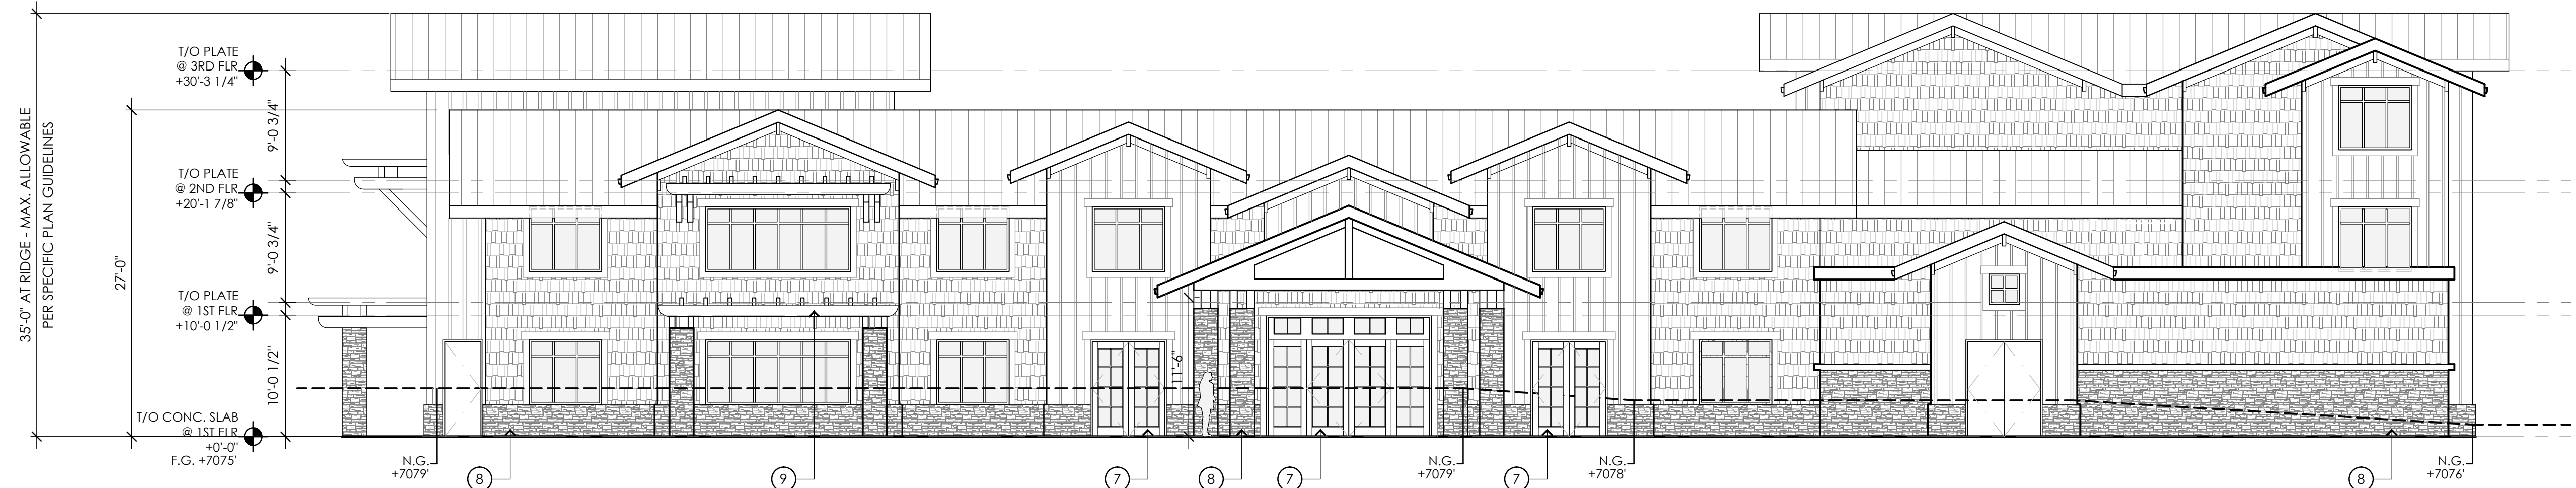 35'-0" AT RIDGE - MAX. ALLOWABLE
PER SPECIFIC PLAN GUIDELINES
27'-0"
T/O PLATE
@ 3RD FLR
+30'-3 1/4"
9'-0 3/4"
T/O PLATE
@ 2ND FLR
+20'-1 7/8"
9'-0 3/4"
T/O PLATE
@ 1ST FLR
+10'-0 1/2"
10'-0 1/2"
T/O CONC. SLAB
@ 1ST FLR
+0'-0"
F.G. +7075'
11'-6"
N.G.
+7079'
8
9
7
8
7
N.G.
+7079'
7
N.G.
+7078'
8
N.G.
+7076'